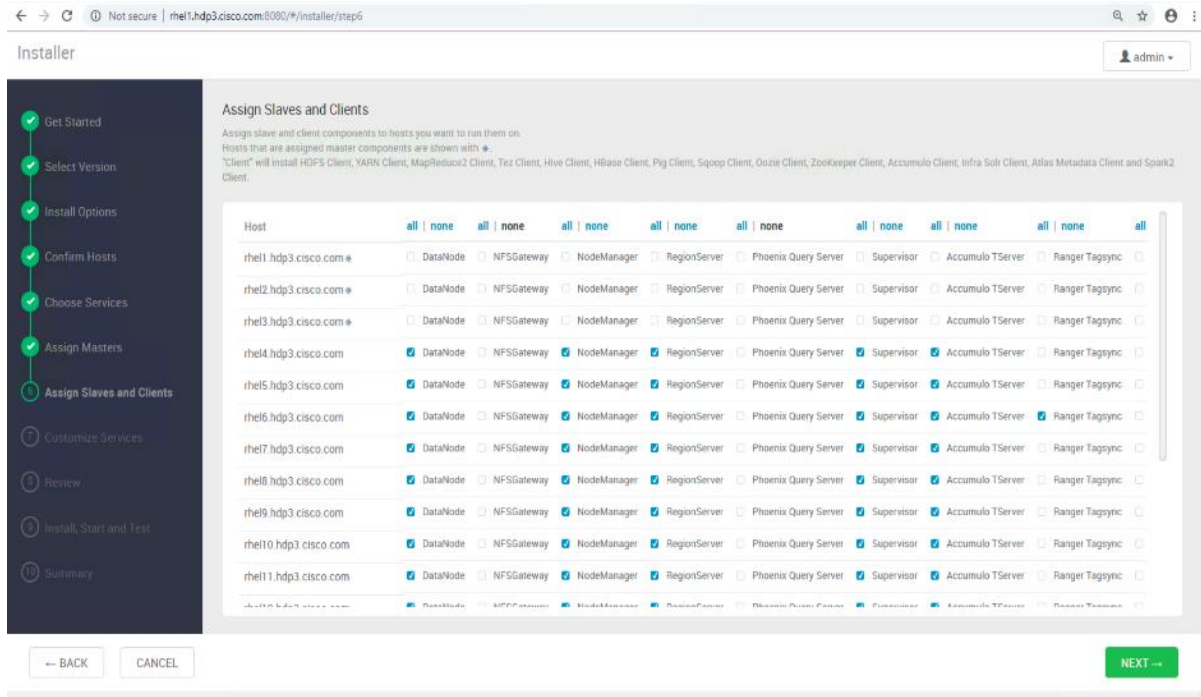 Not secure | rhel1.hdp3.cisco.com:8080/#/installer/step6
Installer
admin
Get Started
Select Version
Install Options
Confirm Hosts
Choose Services
Assign Masters
6 Assign Slaves and Clients
7 Customize Services
8 Review
9 Install, Start and Test
10 Summary
Assign Slaves and Clients
Assign slave and client components to hosts you want to run them on.
Hosts that are assigned master components are shown with ✵.
"Client" will install HDFS Client, YARN Client, MapReduce2 Client, Tez Client, Hive Client, HBase Client, Pig Client, Sqoop Client, Oozie Client, ZooKeeper Client, Accumulo Client, Infra Solr Client, Atlas Metadata Client and Spark2
Client.
Host all | none all | none all | none all | none all | none all | none all | none all | none all
rhel1.hdp3.cisco.com✵ DataNode NFSGateway NodeManager RegionServer Phoenix Query Server Supervisor Accumulo TServer Ranger Tagsync
rhel2.hdp3.cisco.com✵ DataNode NFSGateway NodeManager RegionServer Phoenix Query Server Supervisor Accumulo TServer Ranger Tagsync
rhel3.hdp3.cisco.com✵ DataNode NFSGateway NodeManager RegionServer Phoenix Query Server Supervisor Accumulo TServer Ranger Tagsync
rhel4.hdp3.cisco.com DataNode NFSGateway NodeManager RegionServer Phoenix Query Server Supervisor Accumulo TServer Ranger Tagsync
rhel5.hdp3.cisco.com DataNode NFSGateway NodeManager RegionServer Phoenix Query Server Supervisor Accumulo TServer Ranger Tagsync
rhel6.hdp3.cisco.com DataNode NFSGateway NodeManager RegionServer Phoenix Query Server Supervisor Accumulo TServer Ranger Tagsync
rhel7.hdp3.cisco.com DataNode NFSGateway NodeManager RegionServer Phoenix Query Server Supervisor Accumulo TServer Ranger Tagsync
rhel8.hdp3.cisco.com DataNode NFSGateway NodeManager RegionServer Phoenix Query Server Supervisor Accumulo TServer Ranger Tagsync
rhel9.hdp3.cisco.com DataNode NFSGateway NodeManager RegionServer Phoenix Query Server Supervisor Accumulo TServer Ranger Tagsync
rhel10.hdp3.cisco.com DataNode NFSGateway NodeManager RegionServer Phoenix Query Server Supervisor Accumulo TServer Ranger Tagsync
rhel11.hdp3.cisco.com DataNode NFSGateway NodeManager RegionServer Phoenix Query Server Supervisor Accumulo TServer Ranger Tagsync
← BACK CANCEL NEXT →